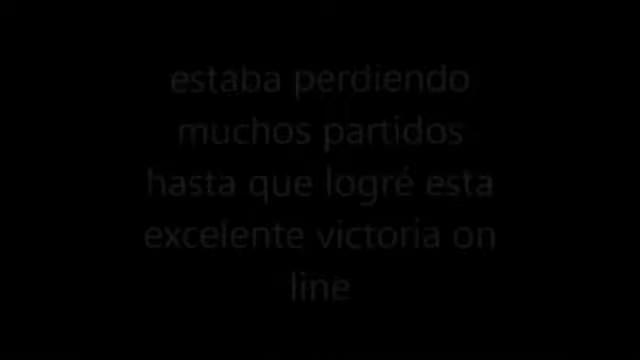 estaba perdiendo
muchos partidos
hasta que logré esta
excelente victoria on
line